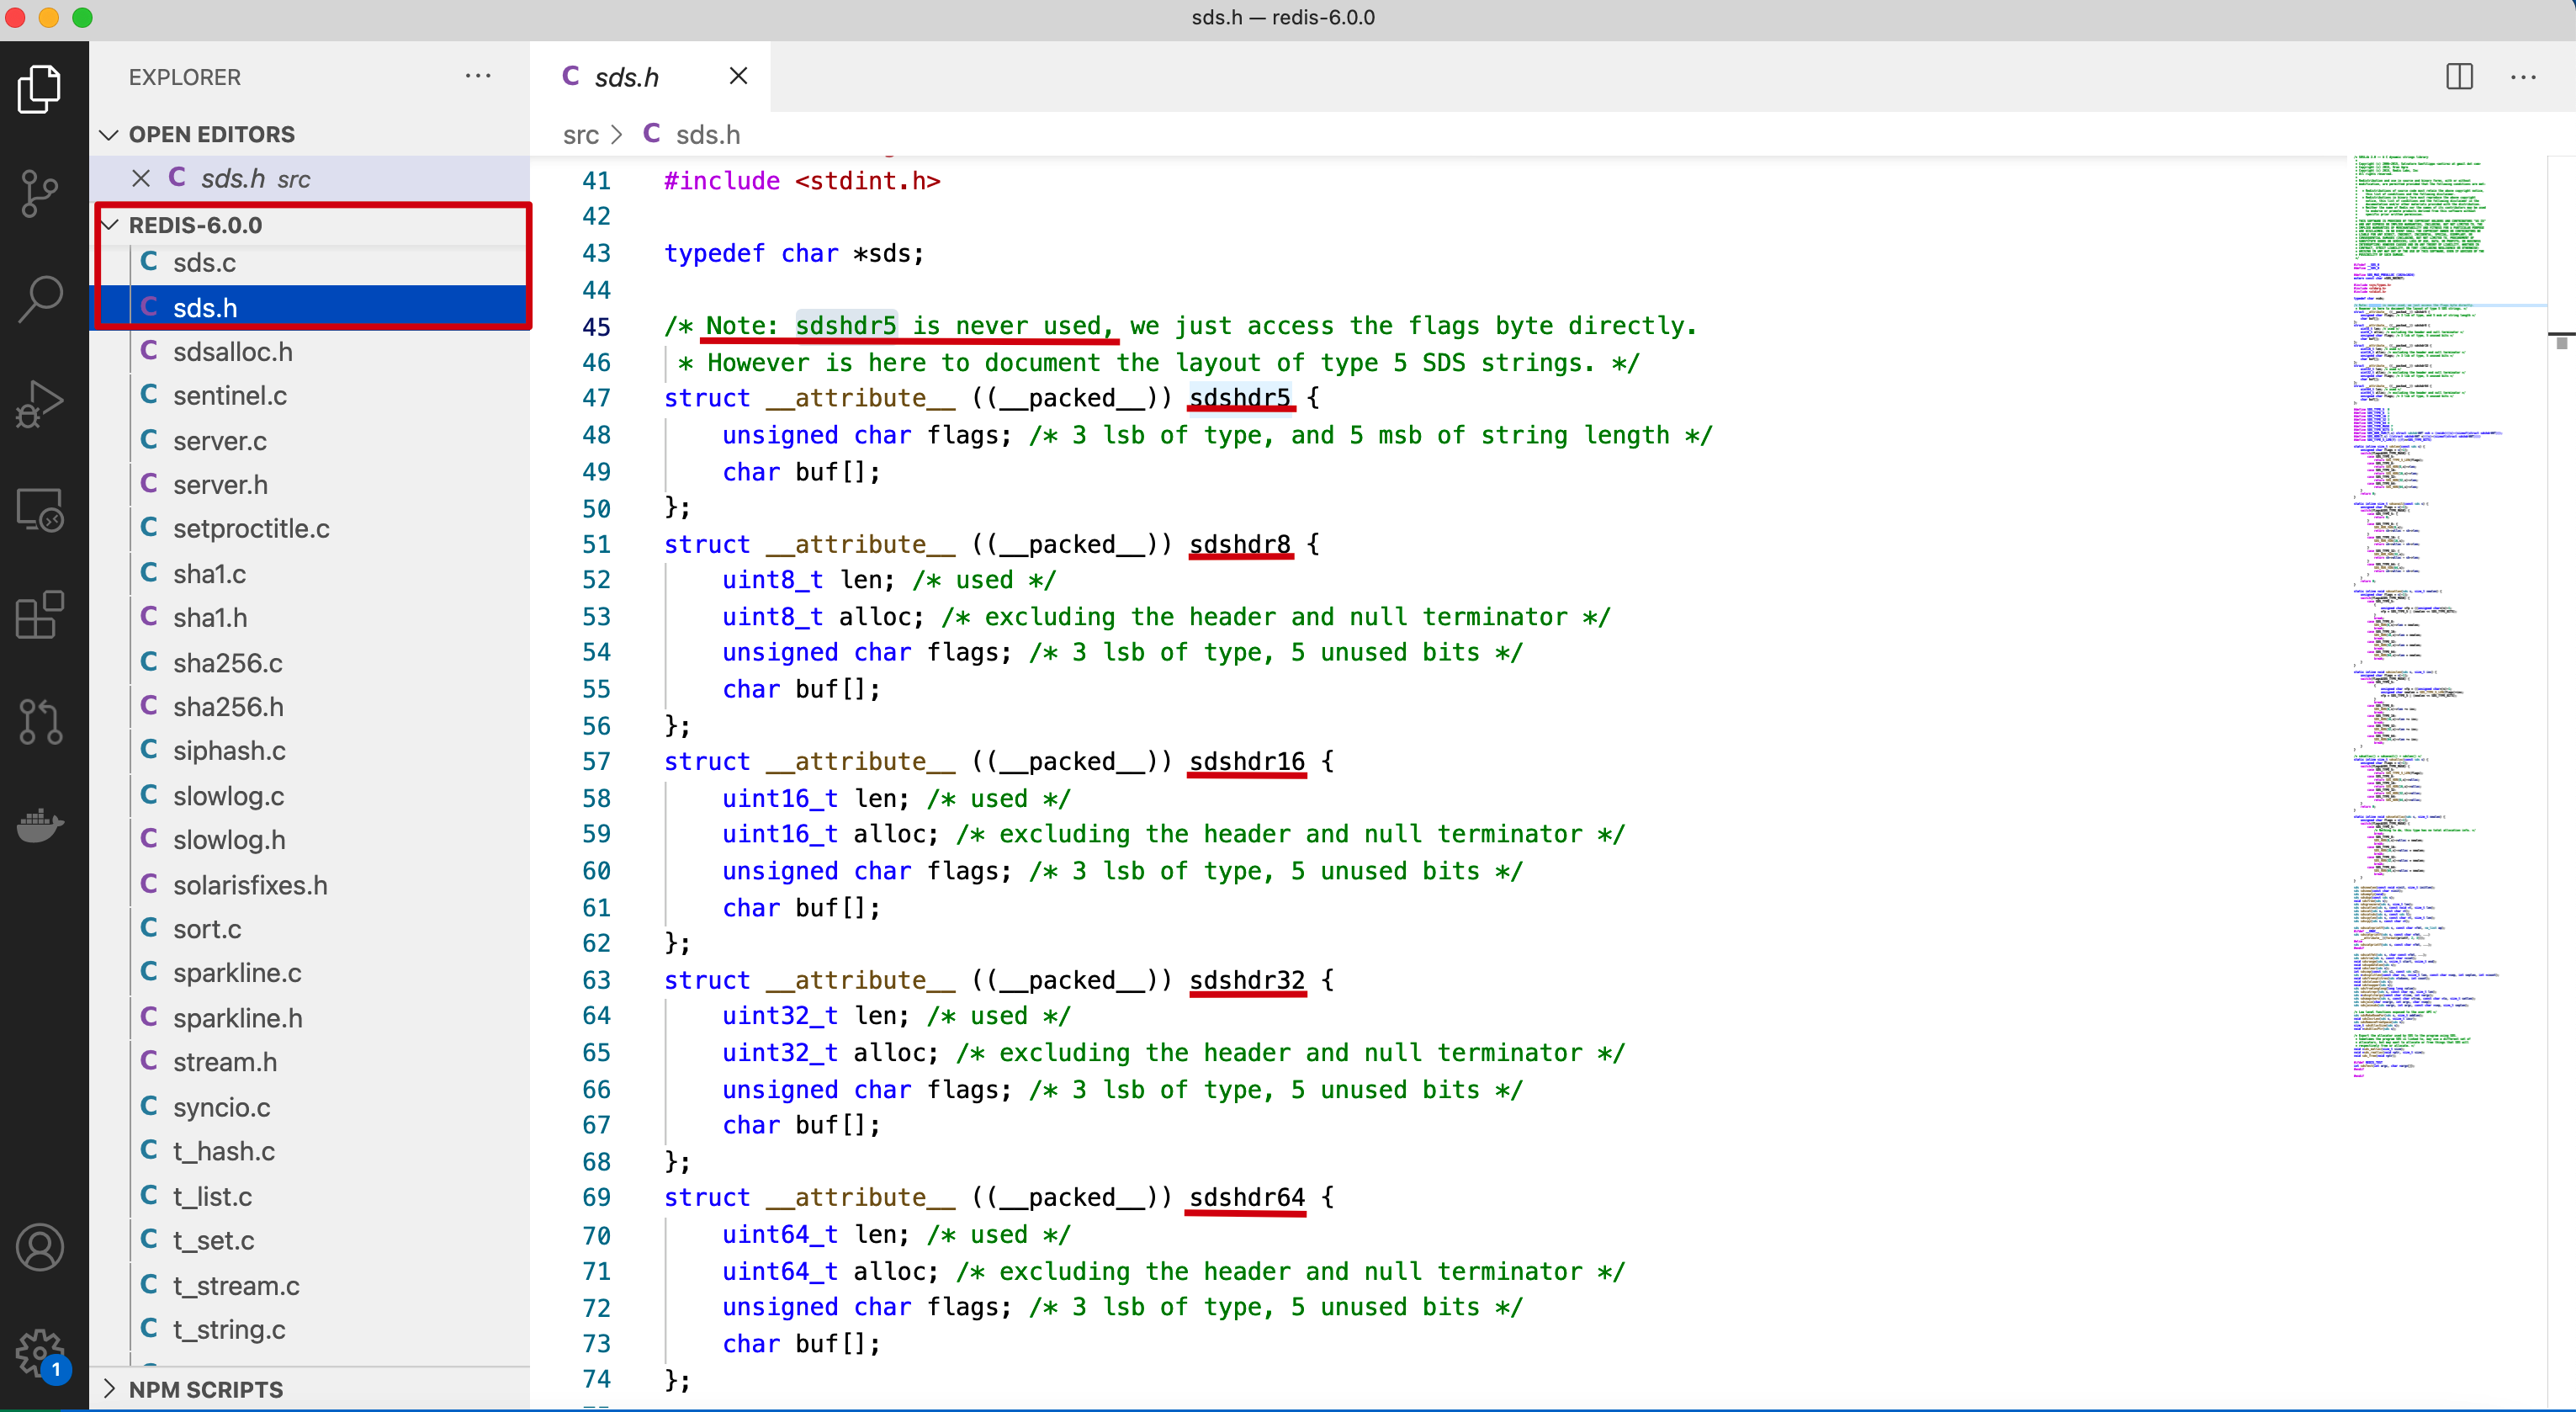 sds.h — redis-6.0.0
EXPLORER
OPEN EDITORS
sds.h src
REDIS-6.0.0
sds.c
sds.h
sdsalloc.h
sentinel.c
server.c
server.h
setproctitle.c
sha1.c
sha1.h
sha256.c
sha256.h
siphash.c
slowlog.c
slowlog.h
solarisfixes.h
sort.c
sparkline.c
sparkline.h
stream.h
syncio.c
t_hash.c
t_list.c
t_set.c
t_stream.c
t_string.c
NPM SCRIPTS
1
sds.h
src > C sds.h
41 #include <stdint.h>
42
43 typedef char *sds;
44
45 /* Note: sdshdr5 is never used, we just access the flags byte directly.
46  * However is here to document the layout of type 5 SDS strings. */
47 struct __attribute__ ((__packed__)) sdshdr5 {
48     unsigned char flags; /* 3 lsb of type, and 5 msb of string length */
49     char buf[];
50 };
51 struct __attribute__ ((__packed__)) sdshdr8 {
52     uint8_t len; /* used */
53     uint8_t alloc; /* excluding the header and null terminator */
54     unsigned char flags; /* 3 lsb of type, 5 unused bits */
55     char buf[];
56 };
57 struct __attribute__ ((__packed__)) sdshdr16 {
58     uint16_t len; /* used */
59     uint16_t alloc; /* excluding the header and null terminator */
60     unsigned char flags; /* 3 lsb of type, 5 unused bits */
61     char buf[];
62 };
63 struct __attribute__ ((__packed__)) sdshdr32 {
64     uint32_t len; /* used */
65     uint32_t alloc; /* excluding the header and null terminator */
66     unsigned char flags; /* 3 lsb of type, 5 unused bits */
67     char buf[];
68 };
69 struct __attribute__ ((__packed__)) sdshdr64 {
70     uint64_t len; /* used */
71     uint64_t alloc; /* excluding the header and null terminator */
72     unsigned char flags; /* 3 lsb of type, 5 unused bits */
73     char buf[];
74 };